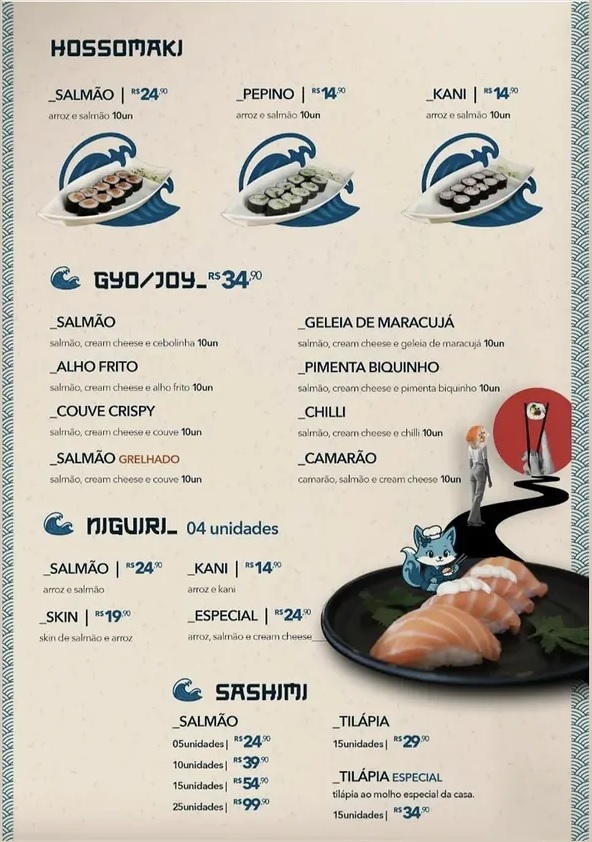 HOSSOMAKI
_SALMÃO | R$24,90
arroz e salmão 10un
_PEPINO | R$14,90
arroz e salmão 10un
_KANI | R$14,90
arroz e salmão 10un
GYO/JOY_R$34,90
_SALMÃO
salmão, cream cheese e cebolinha 10un
_GELEIA DE MARACUJÁ
salmão, cream cheese e geleia de maracujá 10un
_ALHO FRITO
salmão, cream cheese e alho frito 10un
_PIMENTA BIQUINHO
salmão, cream cheese e pimenta biquinho 10un
_COUVE CRISPY
salmão, cream cheese e couve 10un
_CHILLI
salmão, cream cheese e chilli 10un
_SALMÃO GRELHADO
salmão, cream cheese e couve 10un
_CAMARÃO
camarão, salmão e cream cheese 10un
NIGUIRI_ 04 unidades
_SALMÃO | R$24,90
arroz e salmão
_KANI | R$14,90
arroz e kani
_SKIN | R$19,90
skin de salmão e arroz
_ESPECIAL | R$24,90
arroz, salmão e cream cheese__
SASHIMI
_SALMÃO
05unidades| R$24,90
10unidades| R$39,90
15unidades| R$54,90
25unidades| R$99,90
_TILÁPIA
15unidades| R$29,90
_TILÁPIA ESPECIAL
tilápia ao molho especial da casa.
15unidades| R$34,90